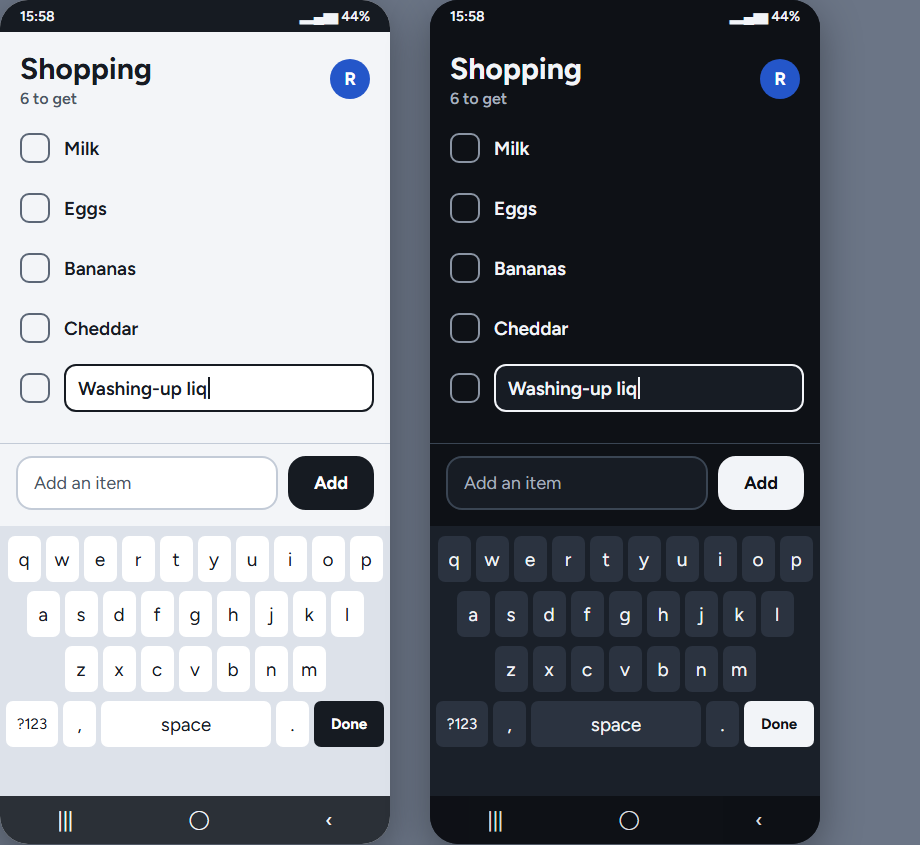 15:58 44%
Shopping
6 to get
R
Milk
Eggs
Bananas
Cheddar
Washing-up liq
Add an item Add
q w e r t y u i o p
a s d f g h j k l
z x c v b n m
?123 , space . Done
15:58 44%
Shopping
6 to get
R
Milk
Eggs
Bananas
Cheddar
Washing-up liq
Add an item Add
q w e r t y u i o p
a s d f g h j k l
z x c v b n m
?123 , space . Done